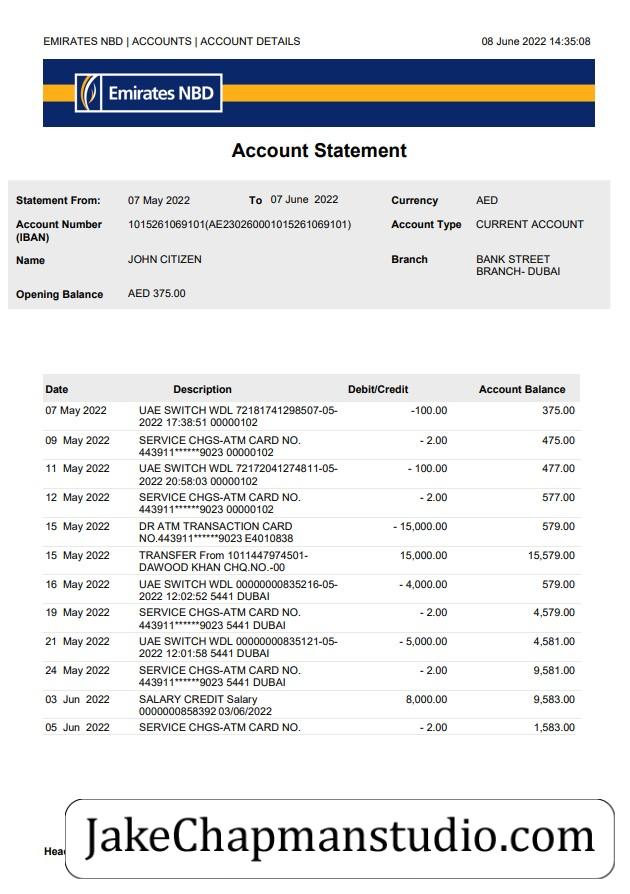 EMIRATES NBD | ACCOUNTS | ACCOUNT DETAILS 08 June 2022 14:35:08
Emirates NBD
Account Statement
Statement From: 07 May 2022 To 07 June 2022 Currency AED
Account Number 1015261069101(AE230260001015261069101) Account Type CURRENT ACCOUNT
(IBAN)
Name JOHN CITIZEN Branch BANK STREET
BRANCH- DUBAI
Opening Balance AED 375.00
Date Description Debit/Credit Account Balance
07 May 2022 UAE SWITCH WDL 72181741298507-05- -100.00 375.00
2022 17:38:51 00000102
09 May 2022 SERVICE CHGS-ATM CARD NO. - 2.00 475.00
443911******9023 00000102
11 May 2022 UAE SWITCH WDL 72172041274811-05- - 100.00 477.00
2022 20:58:03 00000102
12 May 2022 SERVICE CHGS-ATM CARD NO. - 2.00 577.00
443911******9023 00000102
15 May 2022 DR ATM TRANSACTION CARD - 15,000.00 579.00
NO.443911******9023 E4010838
15 May 2022 TRANSFER From 1011447974501- 15,000.00 15,579.00
DAWOOD KHAN CHQ.NO.-00
16 May 2022 UAE SWITCH WDL 00000000835216-05- - 4,000.00 579.00
2022 12:02:52 5441 DUBAI
19 May 2022 SERVICE CHGS-ATM CARD NO. - 2.00 4,579.00
443911******9023 5441 DUBAI
21 May 2022 UAE SWITCH WDL 00000000835121-05- - 5,000.00 4,581.00
2022 12:01:58 5441 DUBAI
24 May 2022 SERVICE CHGS-ATM CARD NO. - 2.00 9,581.00
443911******9023 5441 DUBAI
03 Jun 2022 SALARY CREDIT Salary 8,000.00 9,583.00
0000000858392 03/06/2022
05 Jun 2022 SERVICE CHGS-ATM CARD NO. - 2.00 1,583.00
JakeChapmanstudio.com